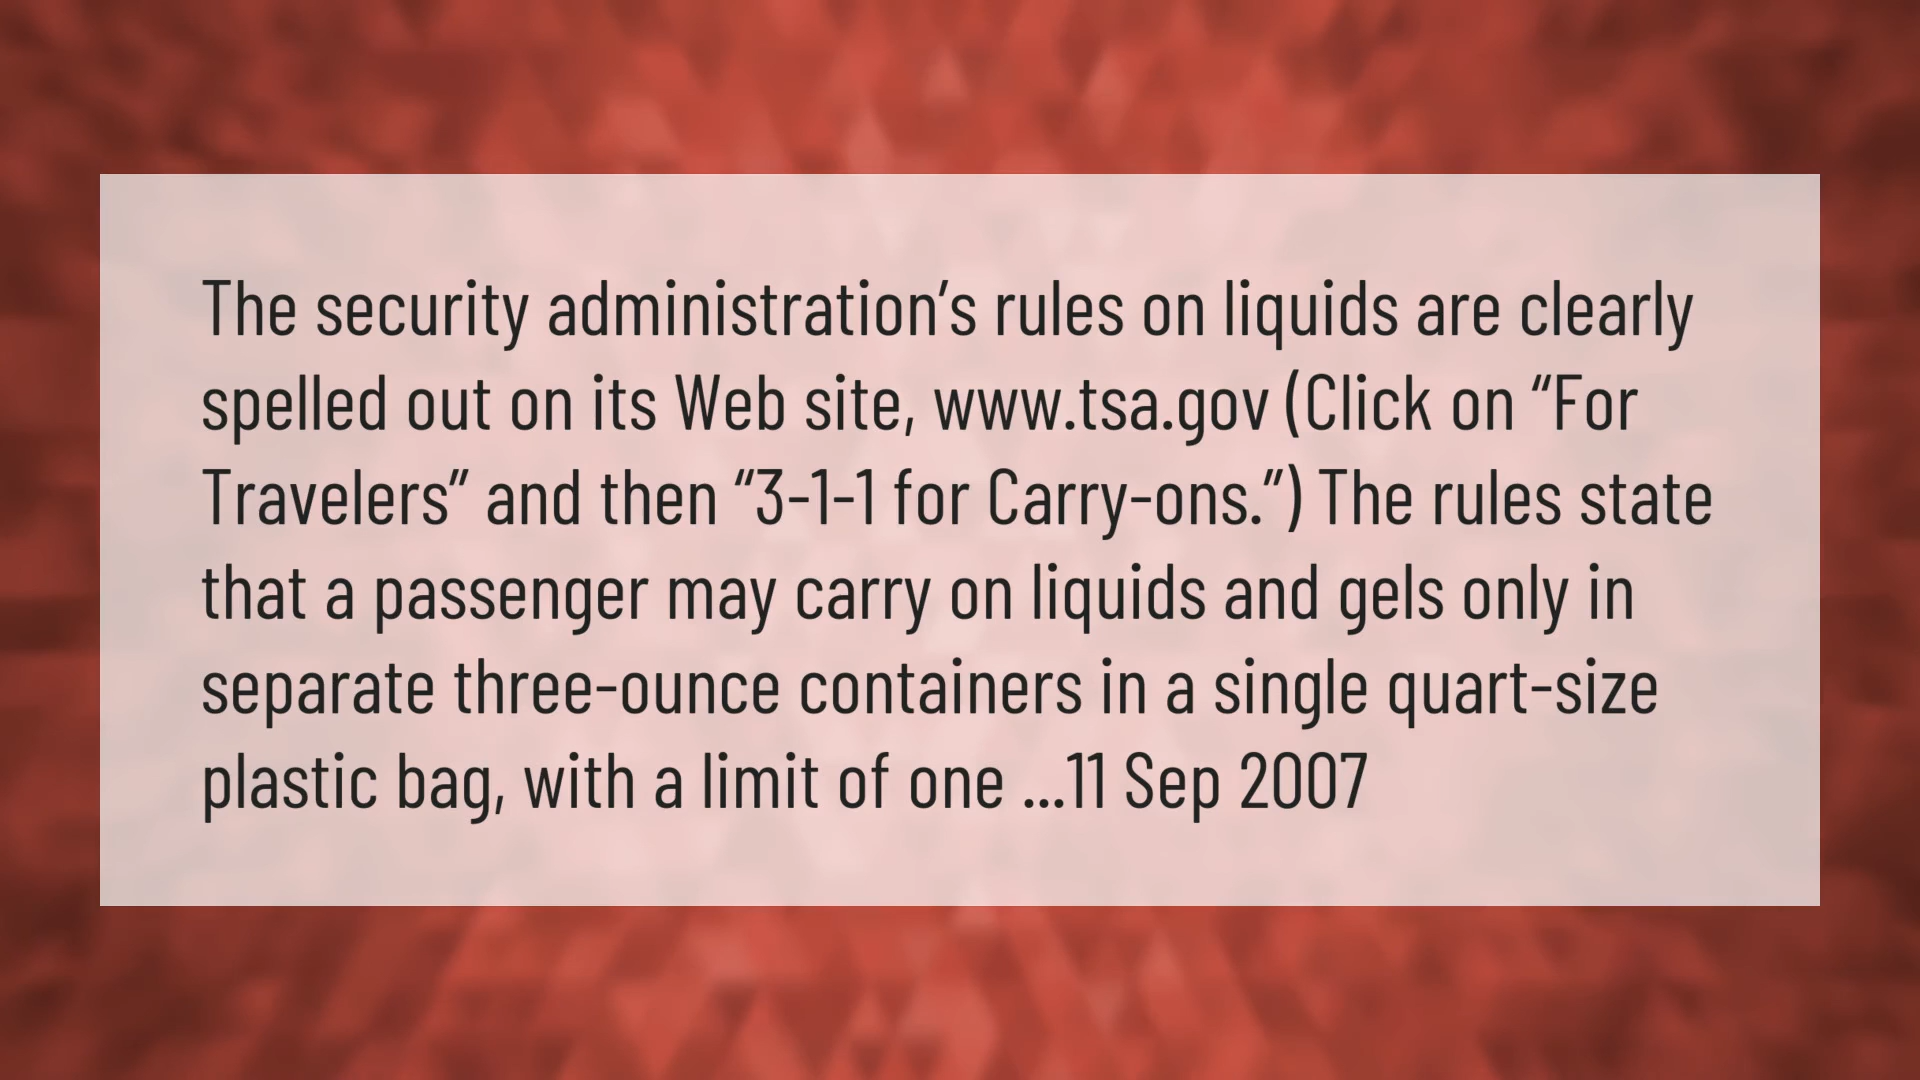 The security administration’s rules on liquids are clearly
spelled out on its Web site, www.tsa.gov (Click on “For
Travelers” and then “3-1-1 for Carry-ons.”) The rules state
that a passenger may carry on liquids and gels only in
separate three-ounce containers in a single quart-size
plastic bag, with a limit of one ...11 Sep 2007